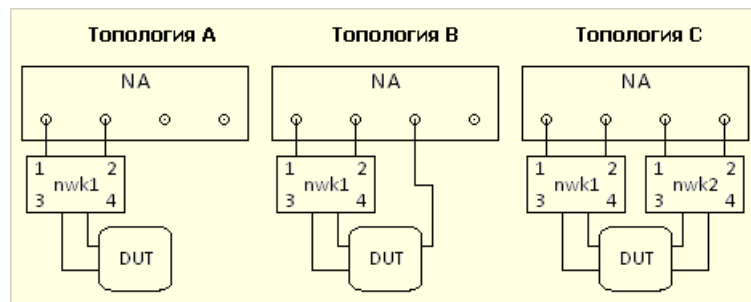 Топология A Топология B Топология C
NA NA NA
1 2 1 2 1 2 1 2
nwk1 nwk1 nwk1 nwk2
3 4 3 4 3 4 3 4
DUT DUT DUT